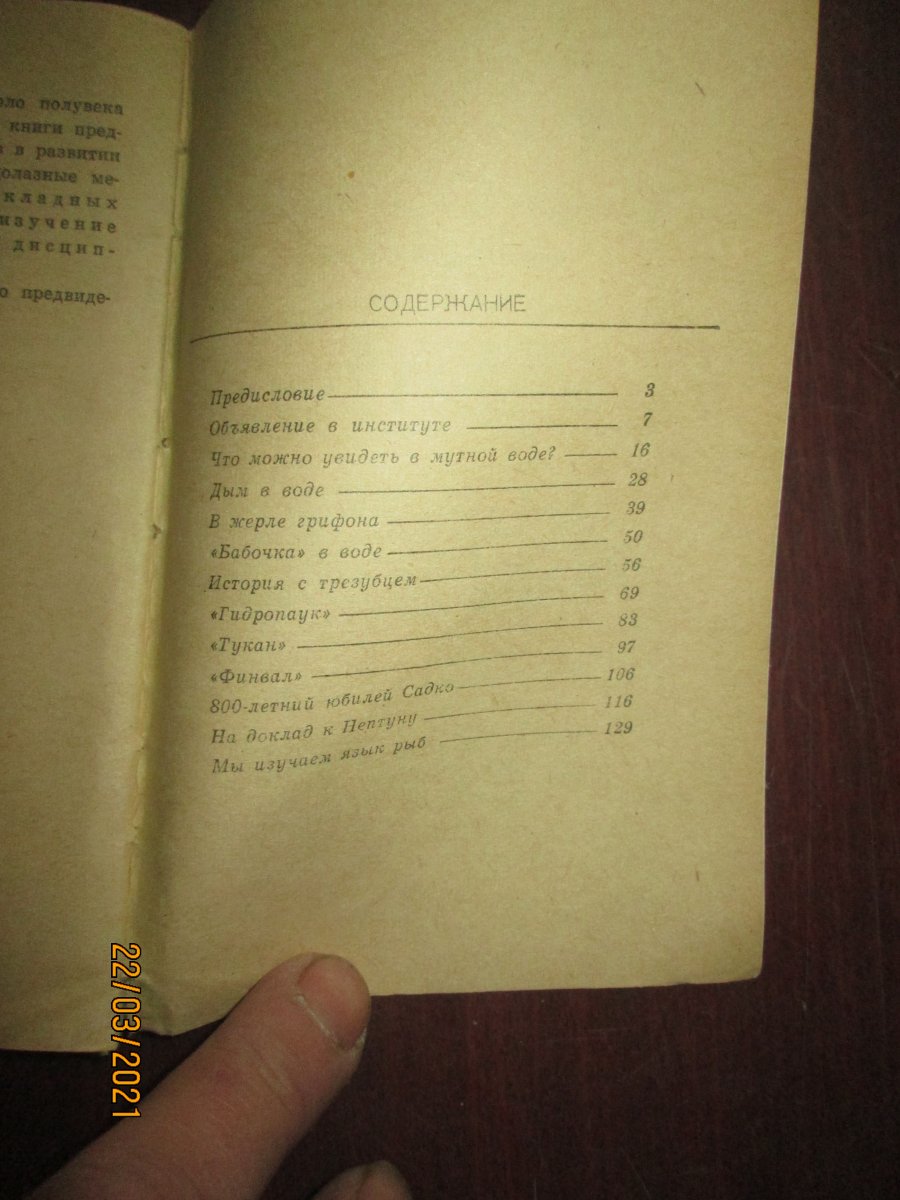 полувека
книги пред-
в развитии
ме-
кладных
изучение
дисцип-
предвиде-
СОДЕРЖАНИЕ
Предисловие 3
Объявление в институте 7
Что можно увидеть в мутной воде? 16
Дым в воде 28
В жерле грифона 39
«Бабочка» в воде 50
История с трезубцем 56
«Гидропаук» 69
«Тукан» 83
«Финвал» 97
800-летний юбилей Садко 106
На доклад к Нептуну 116
Мы изучаем язык рыб 129
22/03/2021